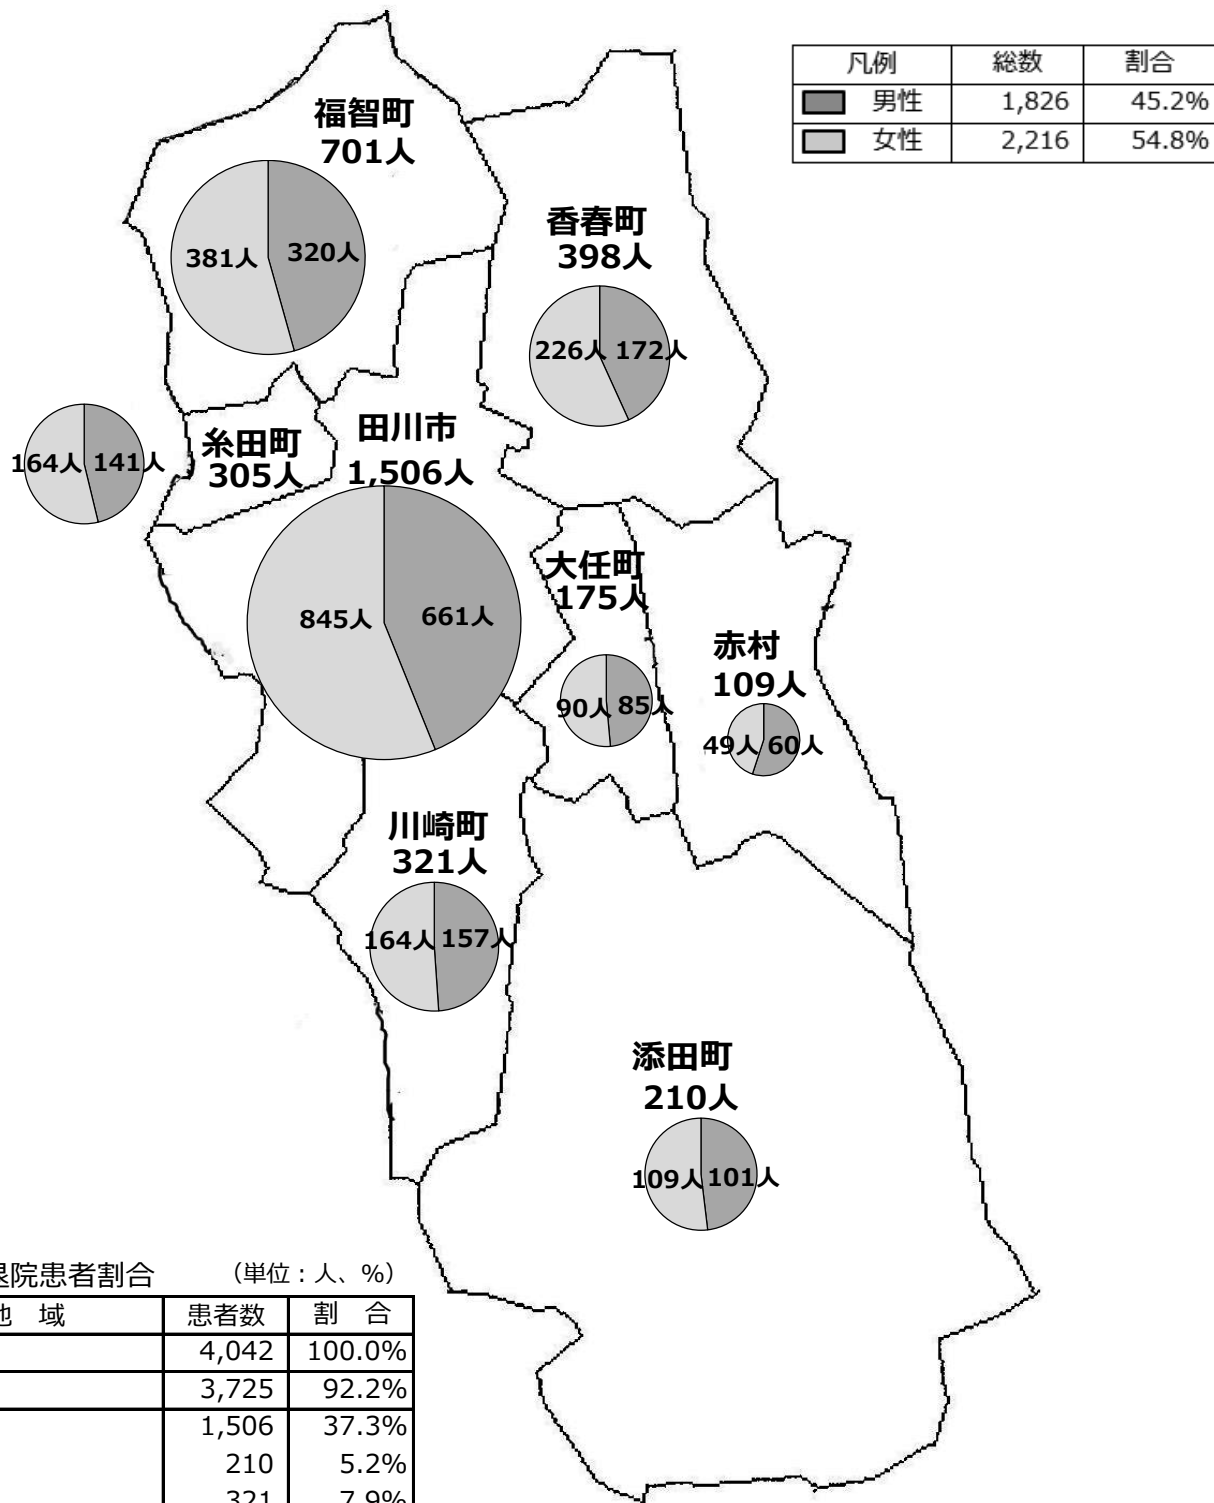 凡例 総数 割合
男性 1,826 45.2%
女性 2,216 54.8%
福智町
701人
381人 320人
香春町
398人
226人 172人
糸田町
305人
164人 141人
田川市
1,506人
845人 661人
大任町
175人
90人 85人
赤村
109人
49人 60人
川崎町
321人
164人 157人
添田町
210人
109人 101人
退院患者割合 （単位：人、%）
地 域 患者数 割 合
4,042 100.0%
3,725 92.2%
1,506 37.3%
210 5.2%
321 7.9%